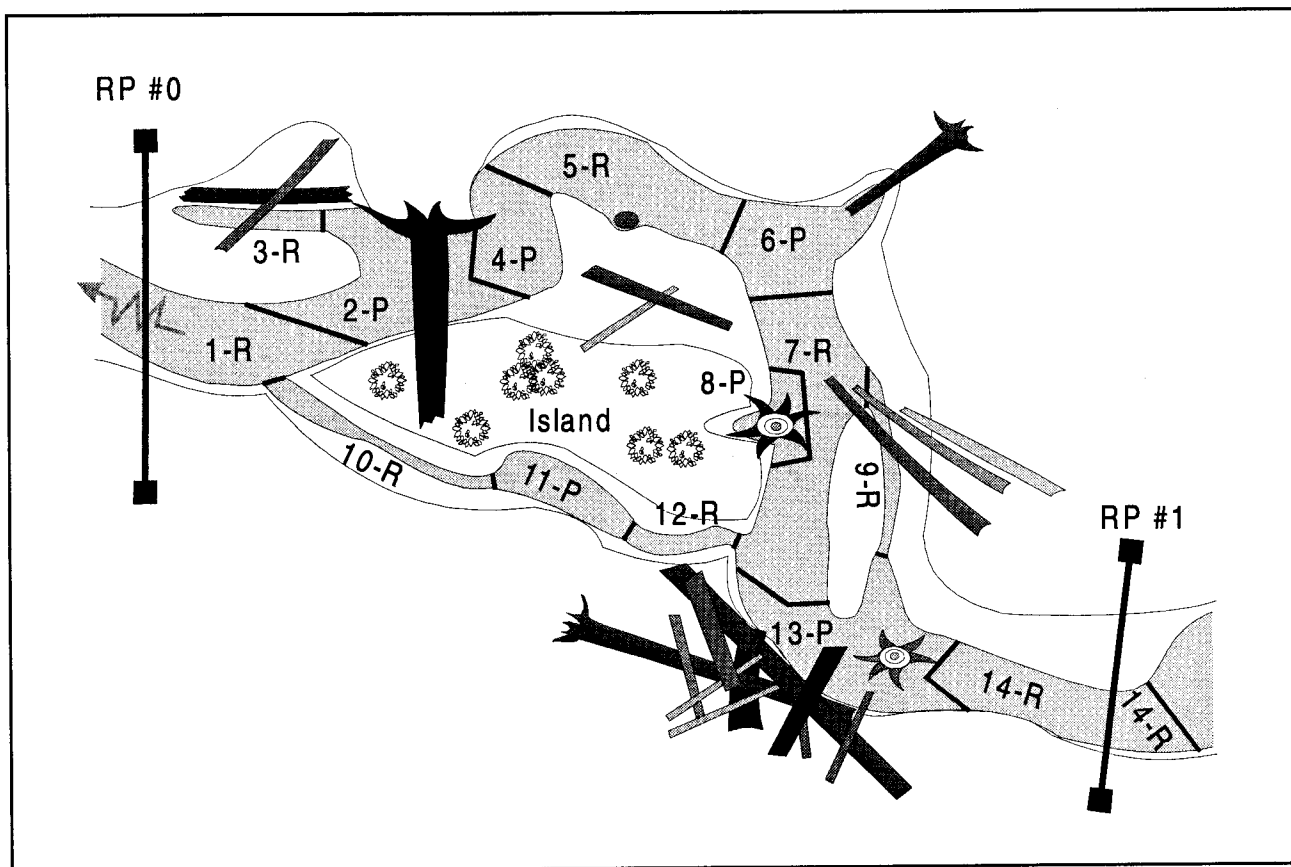 RP #0
5-R
6-P
3-R
4-P
2-P
1-R
7-R
8-P
Island
9-R
10-R
11-P
12-R
RP #1
13-P
14-R
14-R